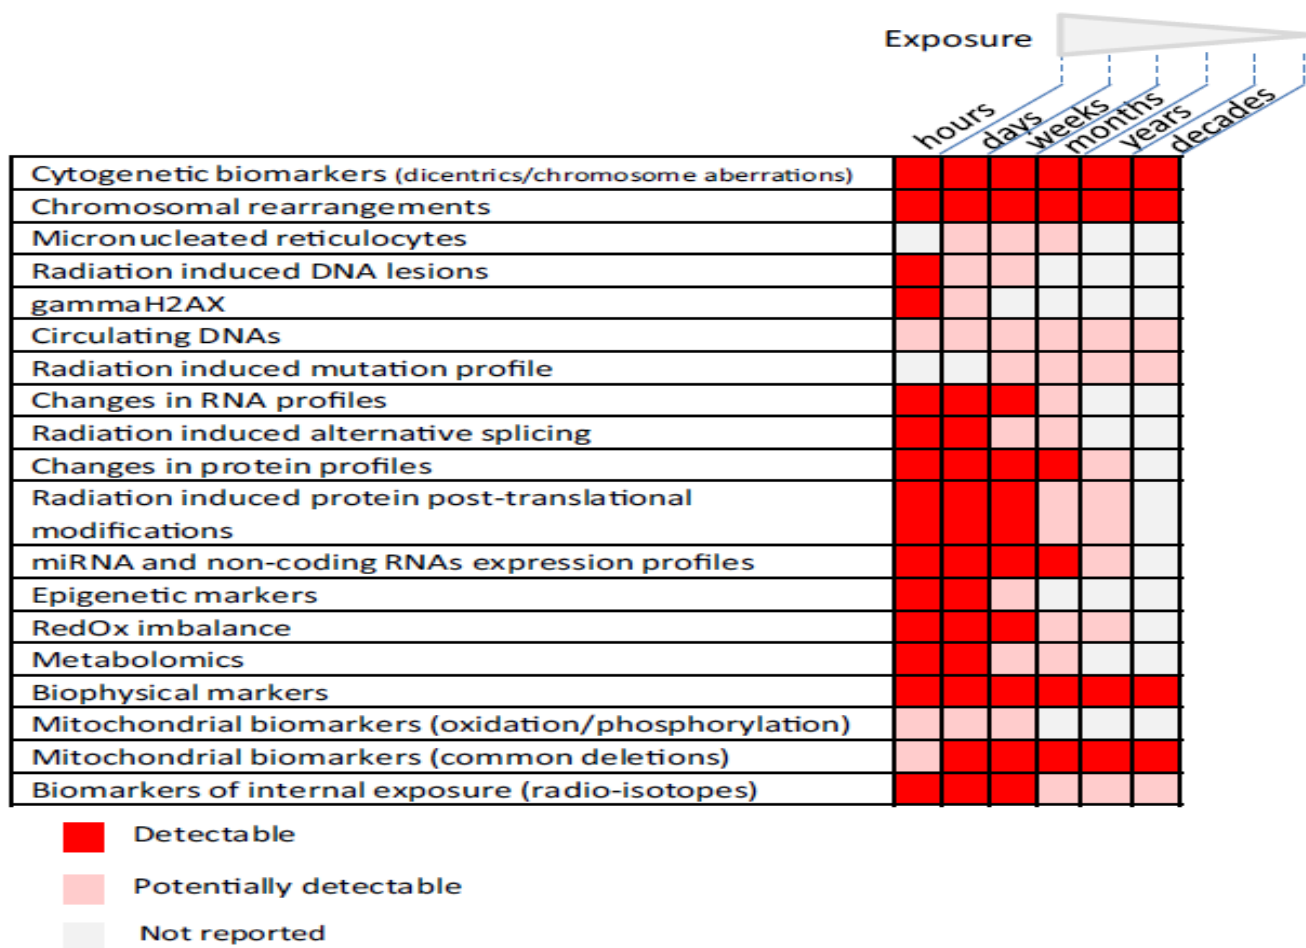 Exposure
hours
days
weeks
months
years
decades
Cytogenetic biomarkers (dicentrics/chromosome aberrations)
Chromosomal rearrangements
Micronucleated reticulocytes
Radiation induced DNA lesions
gammaH2AX
Circulating DNAs
Radiation induced mutation profile
Changes in RNA profiles
Radiation induced alternative splicing
Changes in protein profiles
Radiation induced protein post-translational
modifications
miRNA and non-coding RNAs expression profiles
Epigenetic markers
RedOx imbalance
Metabolomics
Biophysical markers
Mitochondrial biomarkers (oxidation/phosphorylation)
Mitochondrial biomarkers (common deletions)
Biomarkers of internal exposure (radio-isotopes)
Detectable
Potentially detectable
Not reported